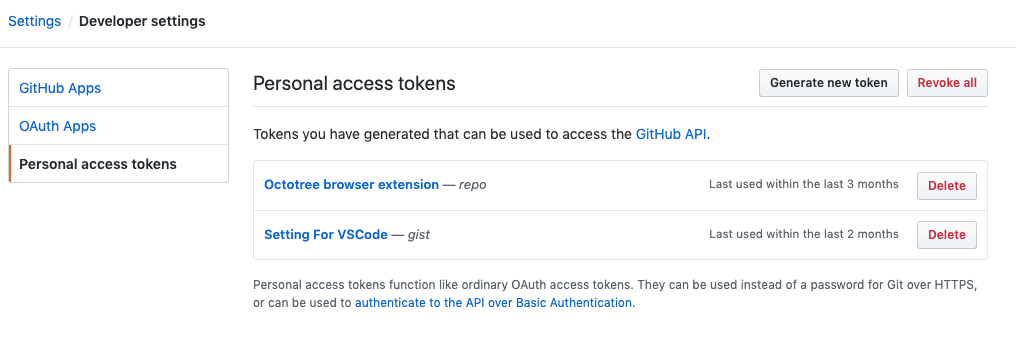 Settings / Developer settings
GitHub Apps
OAuth Apps
Personal access tokens
Personal access tokens
Generate new token
Revoke all
Tokens you have generated that can be used to access the GitHub API.
Octotree browser extension — repo
Last used within the last 3 months
Delete
Setting For VSCode — gist
Last used within the last 2 months
Delete
Personal access tokens function like ordinary OAuth access tokens. They can be used instead of a password for Git over HTTPS,
or can be used to authenticate to the API over Basic Authentication.